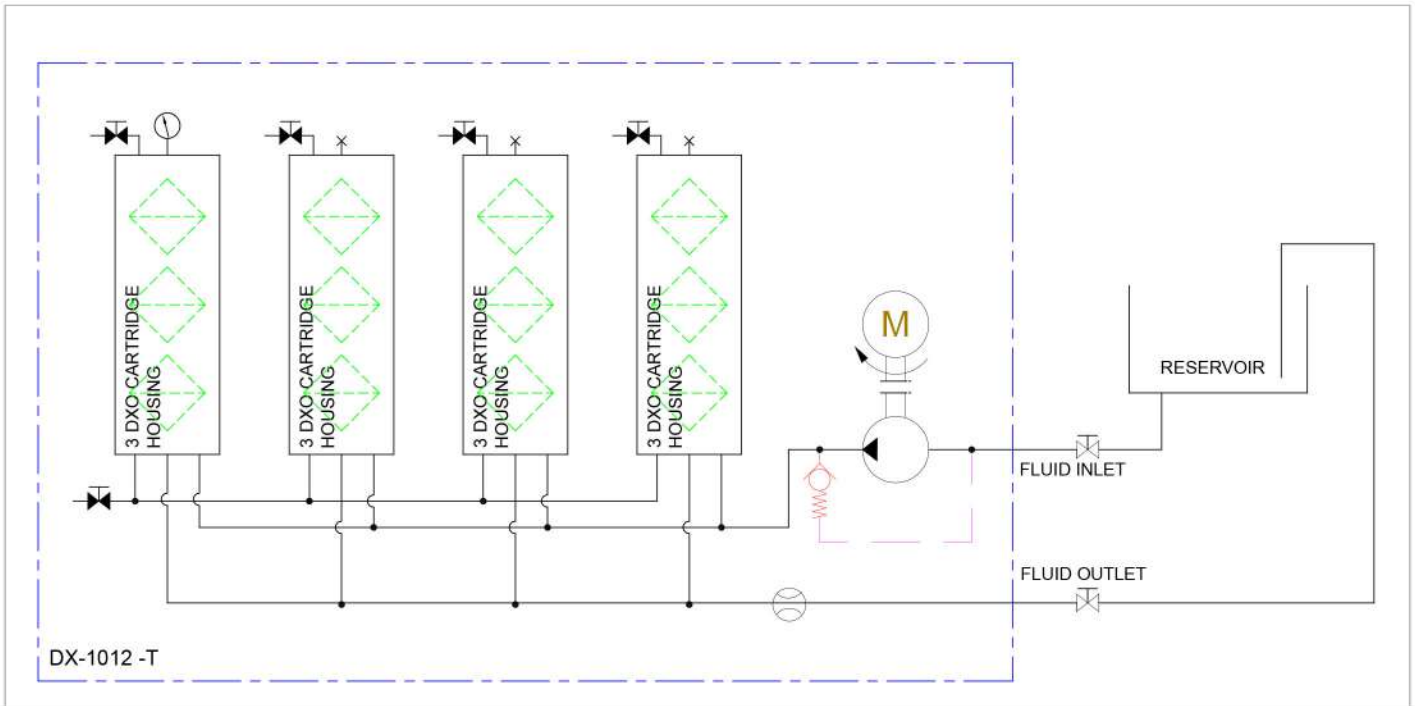 3 DXO CARTRIDGE
HOUSING
3 DXO CARTRIDGE
HOUSING
3 DXO CARTRIDGE
HOUSING
3 DXO CARTRIDGE
HOUSING
M
RESERVOIR
FLUID INLET
FLUID OUTLET
DX-1012 -T